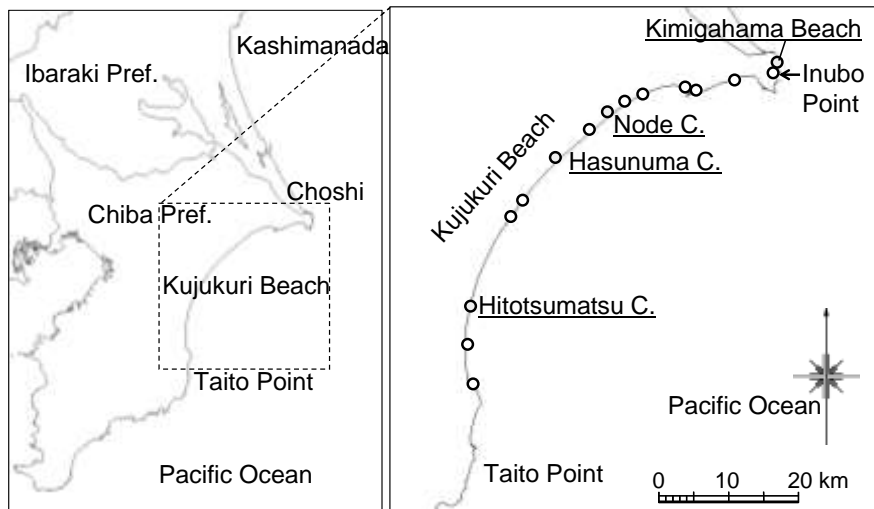 Kashimanada
Ibaraki Pref.
Choshi
Chiba Pref.
Kujukuri Beach
Taito Point
Pacific Ocean
Kimigahama Beach
Inubo
Point
Node C.
Hasunuma C.
Kujukuri Beach
Hitotsumatsu C.
Pacific Ocean
Taito Point
0 10 20 km